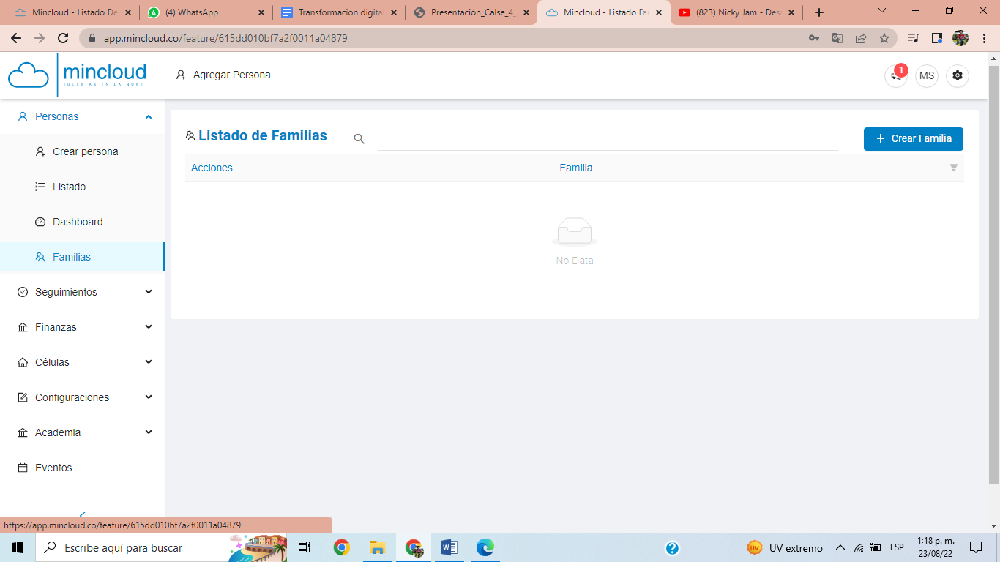 Mincloud - Listado De
(4) WhatsApp
Transformacion digita
Presentación_Calse_4_
Mincloud - Listado Fa
(823) Nicky Jam - Des
app.mincloud.co/feature/615dd010bf7a2f0011a04879
mincloud
IGLESIAS EN LA NUBE
Agregar Persona
1
MS
Personas
Crear persona
Listado
Dashboard
Familias
Seguimientos
Finanzas
Células
Configuraciones
Academia
Eventos
Listado de Familias
+ Crear Familia
Acciones
Familia
No Data
https://app.mincloud.co/feature/615dd010bf7a2f0011a04879
Escribe aquí para buscar
UV
UV extremo
ESP
1:18 p. m.
23/08/22